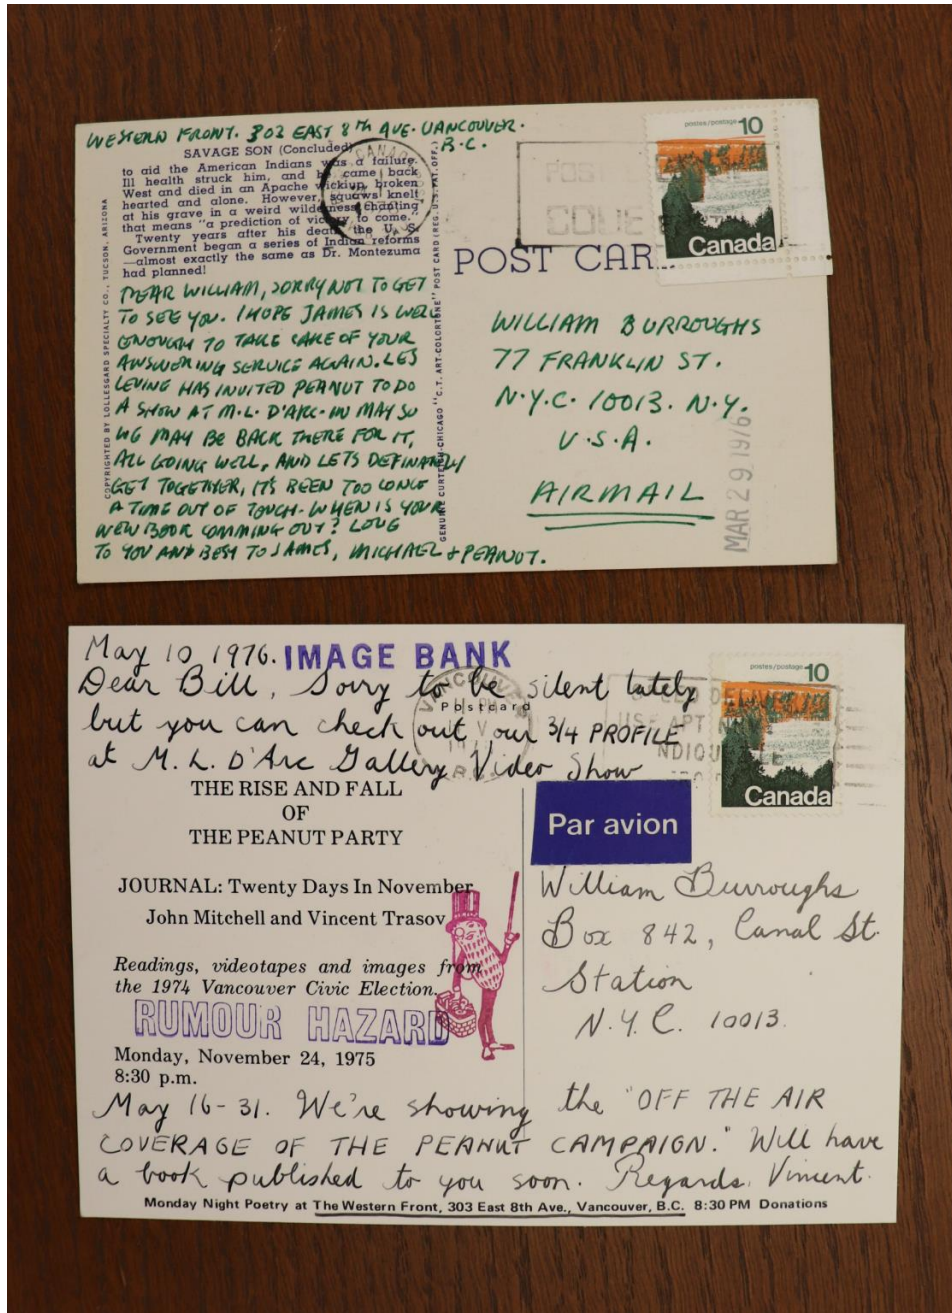 WESTERN FRONT. 302 EAST 8TH AVE. VANCOUVER.
B.C.
SAVAGE SON (Concluded)
to aid the American Indians was a failure.
Ill health struck him, and he came back
West and died in an Apache wickiup, broken
hearted and alone. However, squaws knelt
at his grave in a weird wilderness chanting
that means "a prediction of victory to come."
Twenty years after his death the U. S.
Government began a series of Indian reforms
—almost exactly the same as Dr. Montezuma
had planned!
DEAR WILLIAM, SORRY NOT TO GET
TO SEE YOU. I HOPE JAMES IS WELL
ENOUGH TO TAKE CARE OF YOUR
AWSWERING SERVICE AGAIN. LES
LEVINE HAS INVITED PEANUT TO DO
A SHOW AT M.L. D'ARC. IN MAY SO
WE MAY BE BACK THERE FOR IT,
ALL GOING WELL, AND LETS DEFINATELY
GET TOGETHER, IT'S BEEN TOO LONG
A TIME OUT OF TOUCH. WHEN IS YOUR
NEW BOOK COMMING OUT? LOVE
TO YOU AND BEST TO JAMES, MICHAEL & PEANUT.
COPYRIGHTED BY LOLLESGARD SPECIALTY CO., TUCSON, ARIZONA
GENUINE CURTEICH-CHICAGO "C.T. ART-COLORTONE" POST CARD (REG. U.S. PAT. OFF.)
CANADA
POST
CODE
postes/postage 10
Canada
POST CAR
WILLIAM BURROUGHS
77 FRANKLIN ST.
N.Y.C. 10013. N.Y.
U.S.A.
AIRMAIL
MAR 29 1976
May 10 1976. IMAGE BANK
Dear Bill, Sorry to be silent lately
but you can check out our 3/4 PROFILE
at M. L. D'Arc Gallery Video Show
Postcard
VANCOUVER
postes/postage 10
Canada
THE RISE AND FALL
OF
THE PEANUT PARTY
JOURNAL: Twenty Days In November
John Mitchell and Vincent Trasov
Readings, videotapes and images from
the 1974 Vancouver Civic Election.
RUMOUR HAZARD
Monday, November 24, 1975
8:30 p.m.
Par avion
William Burroughs
Box 842, Canal St.
Station
N.Y.C. 10013.
May 16-31. We're showing the "OFF THE AIR
COVERAGE OF THE PEANUT CAMPAIGN." Will have
a book published to you soon. Regards, Vincent.
Monday Night Poetry at The Western Front, 303 East 8th Ave., Vancouver, B.C. 8:30 PM Donations